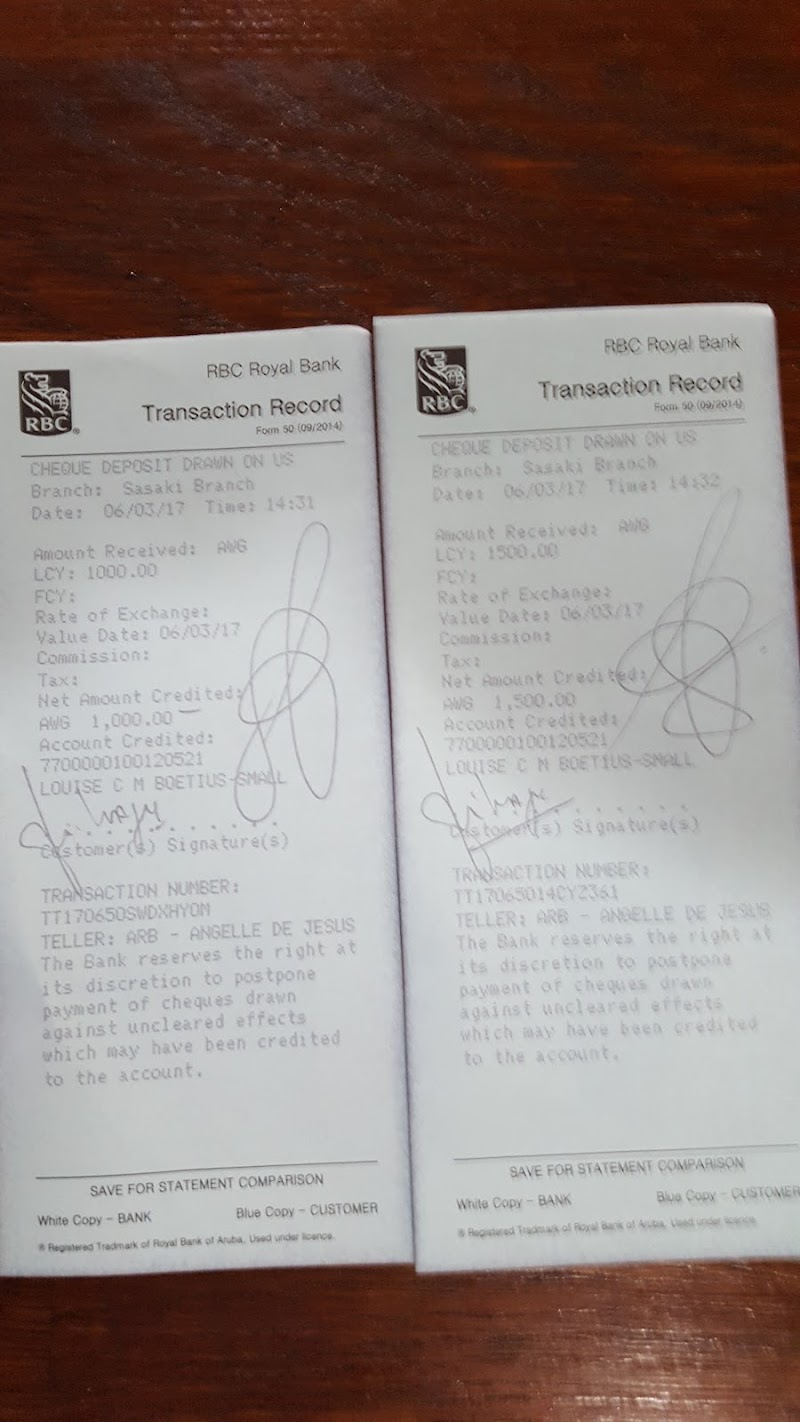 RBC Royal Bank
RBC®
Transaction Record
Form 50 (09/2014)
CHEQUE DEPOSIT DRAWN ON US
Branch: Sasaki Branch
Date: 06/03/17 Time: 14:31
Amount Received: AWG
LCY: 1000.00
FCY:
Rate of Exchange:
Value Date: 06/03/17
Commission:
Tax:
Net Amount Credited:
AWG 1,000.00
Account Credited:
7700000100120521
LOUISE C M BOETIUS-SMALL
Customer(s) Signature(s)
TRANSACTION NUMBER:
TT170650SWDXHYOM
TELLER: ARB - ANGELLE DE JESUS
The Bank reserves the right at
its discretion to postpone
payment of cheques drawn
against uncleared effects
which may have been credited
to the account.
SAVE FOR STATEMENT COMPARISON
White Copy - BANK Blue Copy - CUSTOMER
® Registered Tradmark of Royal Bank of Aruba. Used under licence.
RBC Royal Bank
RBC®
Transaction Record
Form 50 (09/2014)
CHEQUE DEPOSIT DRAWN ON US
Branch: Sasaki Branch
Date: 06/03/17 Time: 14:32
Amount Received: AWG
LCY: 1500.00
FCY:
Rate of Exchange:
Value Date: 06/03/17
Commission:
Tax:
Net Amount Credited:
AWG 1,500.00
Account Credited:
7700000100120521
LOUISE C M BOETIUS-SMALL
Customer(s) Signature(s)
TRANSACTION NUMBER:
TT17065014CYZ361
TELLER: ARB - ANGELLE DE JESUS
The Bank reserves the right at
its discretion to postpone
payment of cheques drawn
against uncleared effects
which may have been credited
to the account.
SAVE FOR STATEMENT COMPARISON
White Copy - BANK Blue Copy - CUSTOMER
® Registered Tradmark of Royal Bank of Aruba. Used under licence.